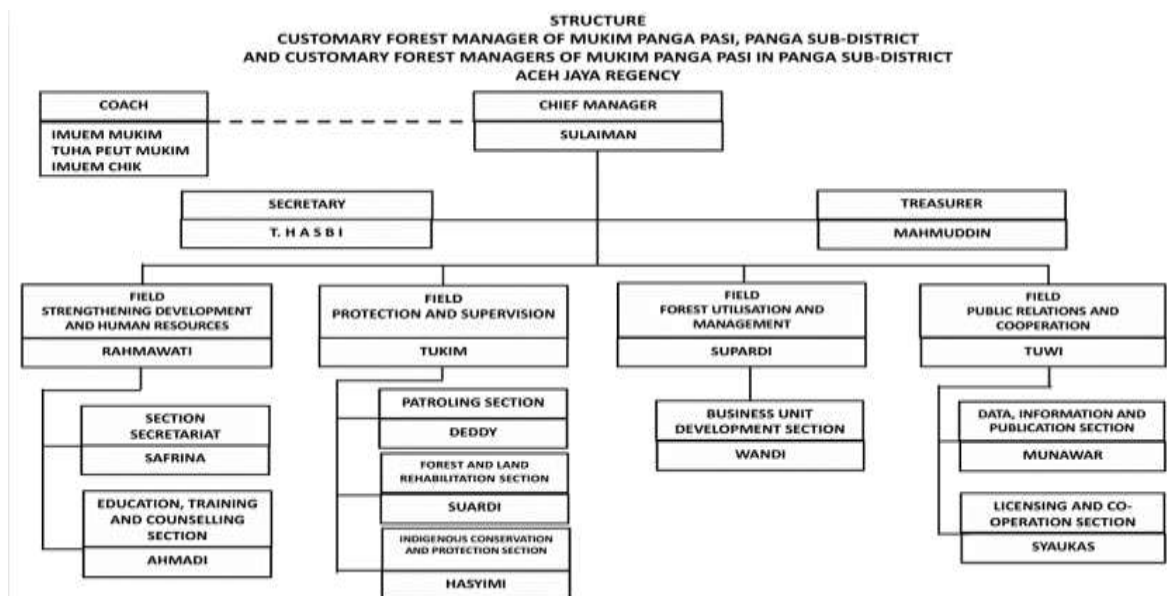 STRUCTURE
CUSTOMARY FOREST MANAGER OF MUKIM PANGA PASI, PANGA SUB-DISTRICT
AND CUSTOMARY FOREST MANAGERS OF MUKIM PANGA PASI IN PANGA SUB-DISTRICT
ACEH JAYA REGENCY
COACH
IMUEM MUKIM
TUHA PEUT MUKIM
IMUEM CHIK
CHIEF MANAGER
SULAIMAN
SECRETARY
T. H A S B I
TREASURER
MAHMUDDIN
FIELD
STRENGTHENING DEVELOPMENT
AND HUMAN RESOURCES
RAHMAWATI
FIELD
PROTECTION AND SUPERVISION
TUKIM
FIELD
FOREST UTILISATION AND
MANAGEMENT
SUPARDI
FIELD
PUBLIC RELATIONS AND
COOPERATION
TUWI
SECTION
SECRETARIAT
SAFRINA
EDUCATION, TRAINING
AND COUNSELLING
SECTION
AHMADI
PATROLING SECTION
DEDDY
FOREST AND LAND
REHABILITATION SECTION
SUARDI
INDIGENOUS CONSERVATION
AND PROTECTION SECTION
HASYIMI
BUSINESS UNIT
DEVELOPMENT SECTION
WANDI
DATA, INFORMATION AND
PUBLICATION SECTION
MUNAWAR
LICENSING AND CO-
OPERATION SECTION
SYAUKAS